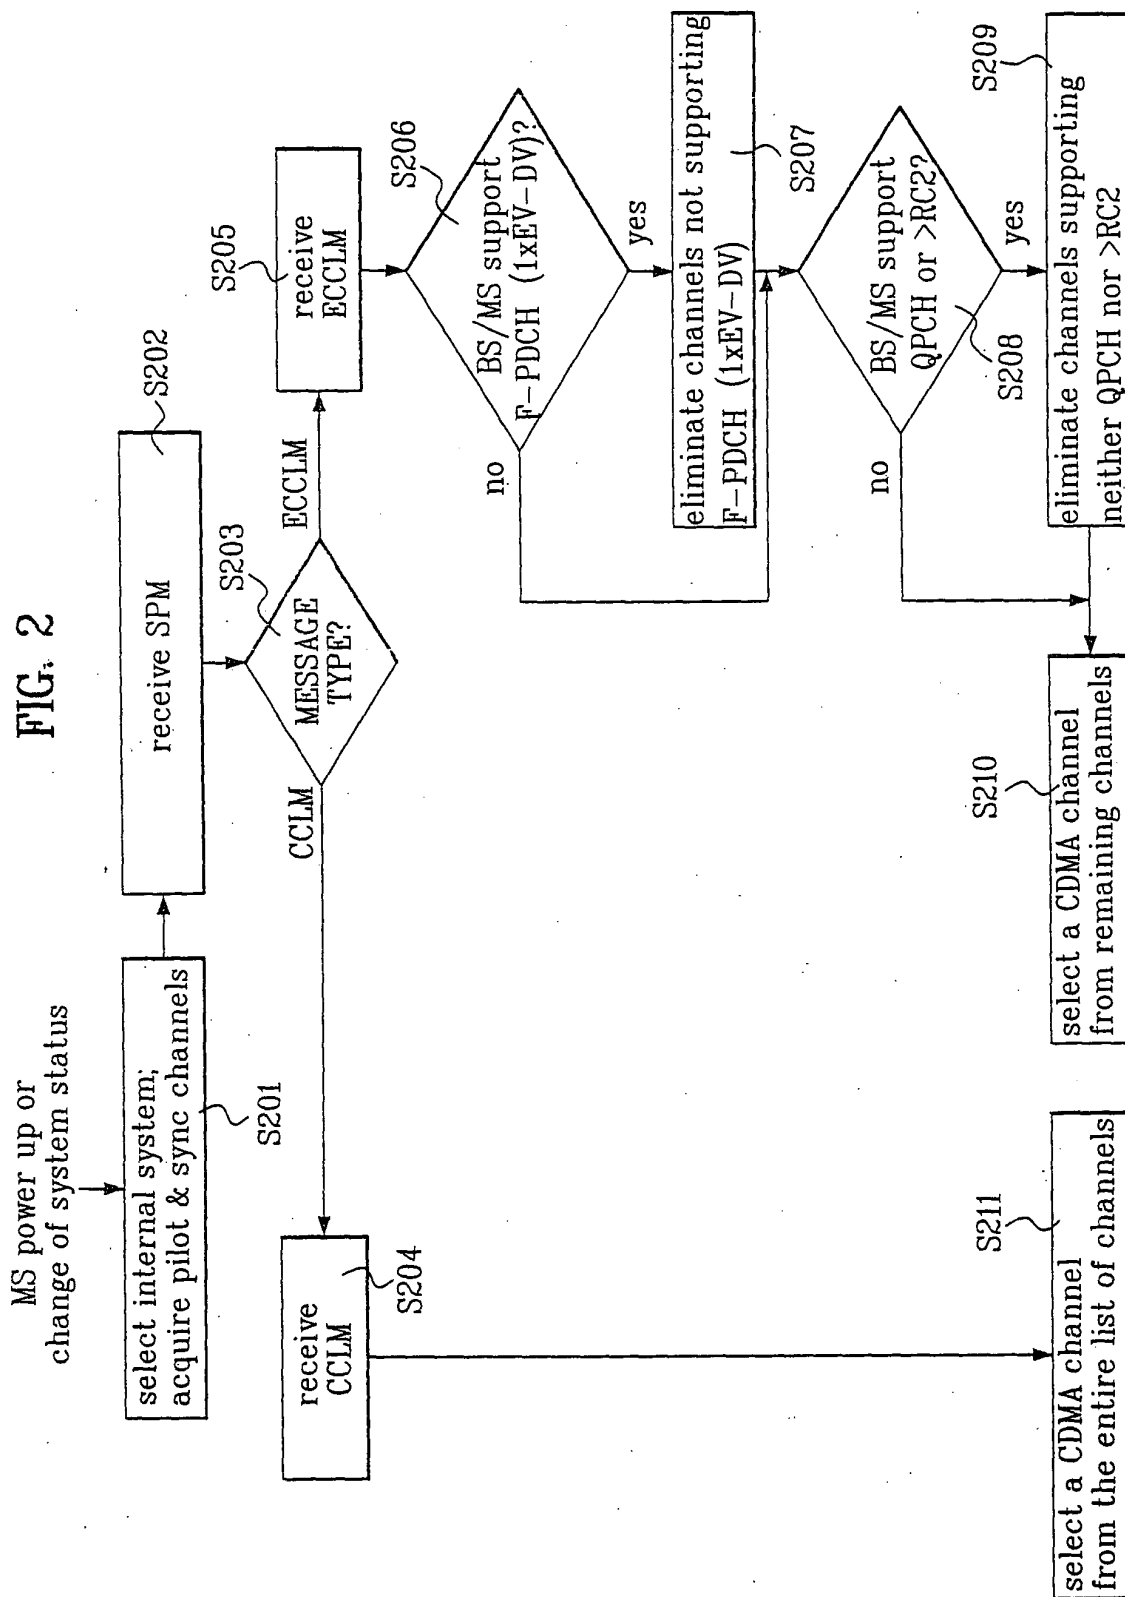 FIG. 2
MS power up or
change of system status
select internal system;
acquire pilot & sync channels
S201
receive SPM
S202
MESSAGE
TYPE?
S203
CCLM
ECCLM
receive
CCLM
S204
receive
ECCLM
S205
BS/MS support
F-PDCH (1xEV-DV)?
S206
no
yes
eliminate channels not supporting
F-PDCH (1xEV-DV)
S207
BS/MS support
QPCH or >RC2?
S208
no
yes
eliminate channels supporting
neither QPCH nor >RC2
S209
select a CDMA channel
from remaining channels
S210
select a CDMA channel
from the entire list of channels
S211